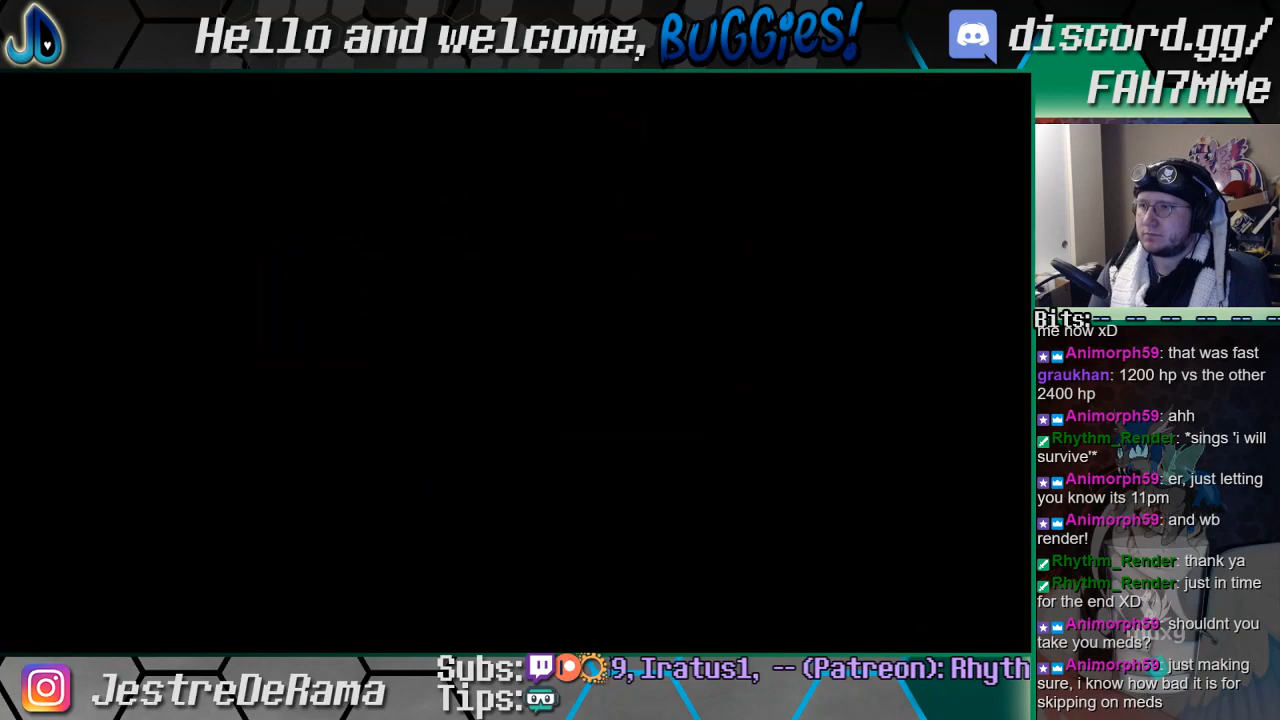 JD
Hello and welcome, BUGGiES!
discord.gg/
FAH7MMe
Bits:-- -- -- -- -- --
me now xD
Animorph59: that was fast
graukhan: 1200 hp vs the other
2400 hp
Animorph59: ahh
Rhythm_Render: *sings 'i will
survive'*
Animorph59: er, just letting
you know its 11pm
Animorph59: and wb
render!
Rhythm_Render: thank ya
Rhythm_Render: just in time
for the end XD
Animorph59: shouldnt you
take you meds?
Animorph59: just making
sure, i know how bad it is for
skipping on meds
JestreDeRama
Subs: 9, Iratus1, -- (Patreon): Rhyth
Tips: